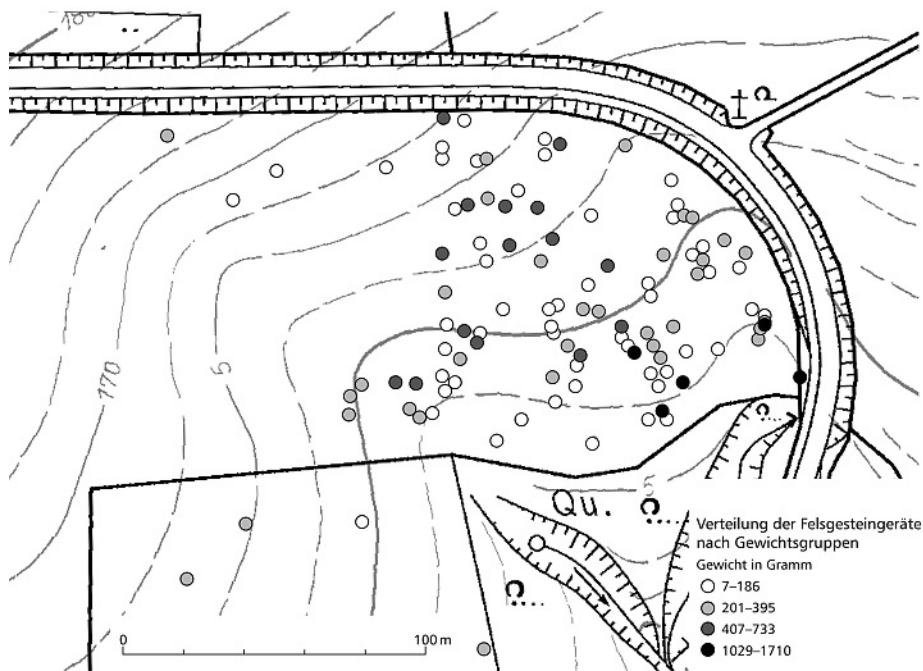 170
5
Qu.
5
Verteilung der Felsgesteingeräte
nach Gewichtsgruppen
Gewicht in Gramm
7–186
201–395
407–733
1029–1710
0
100 m